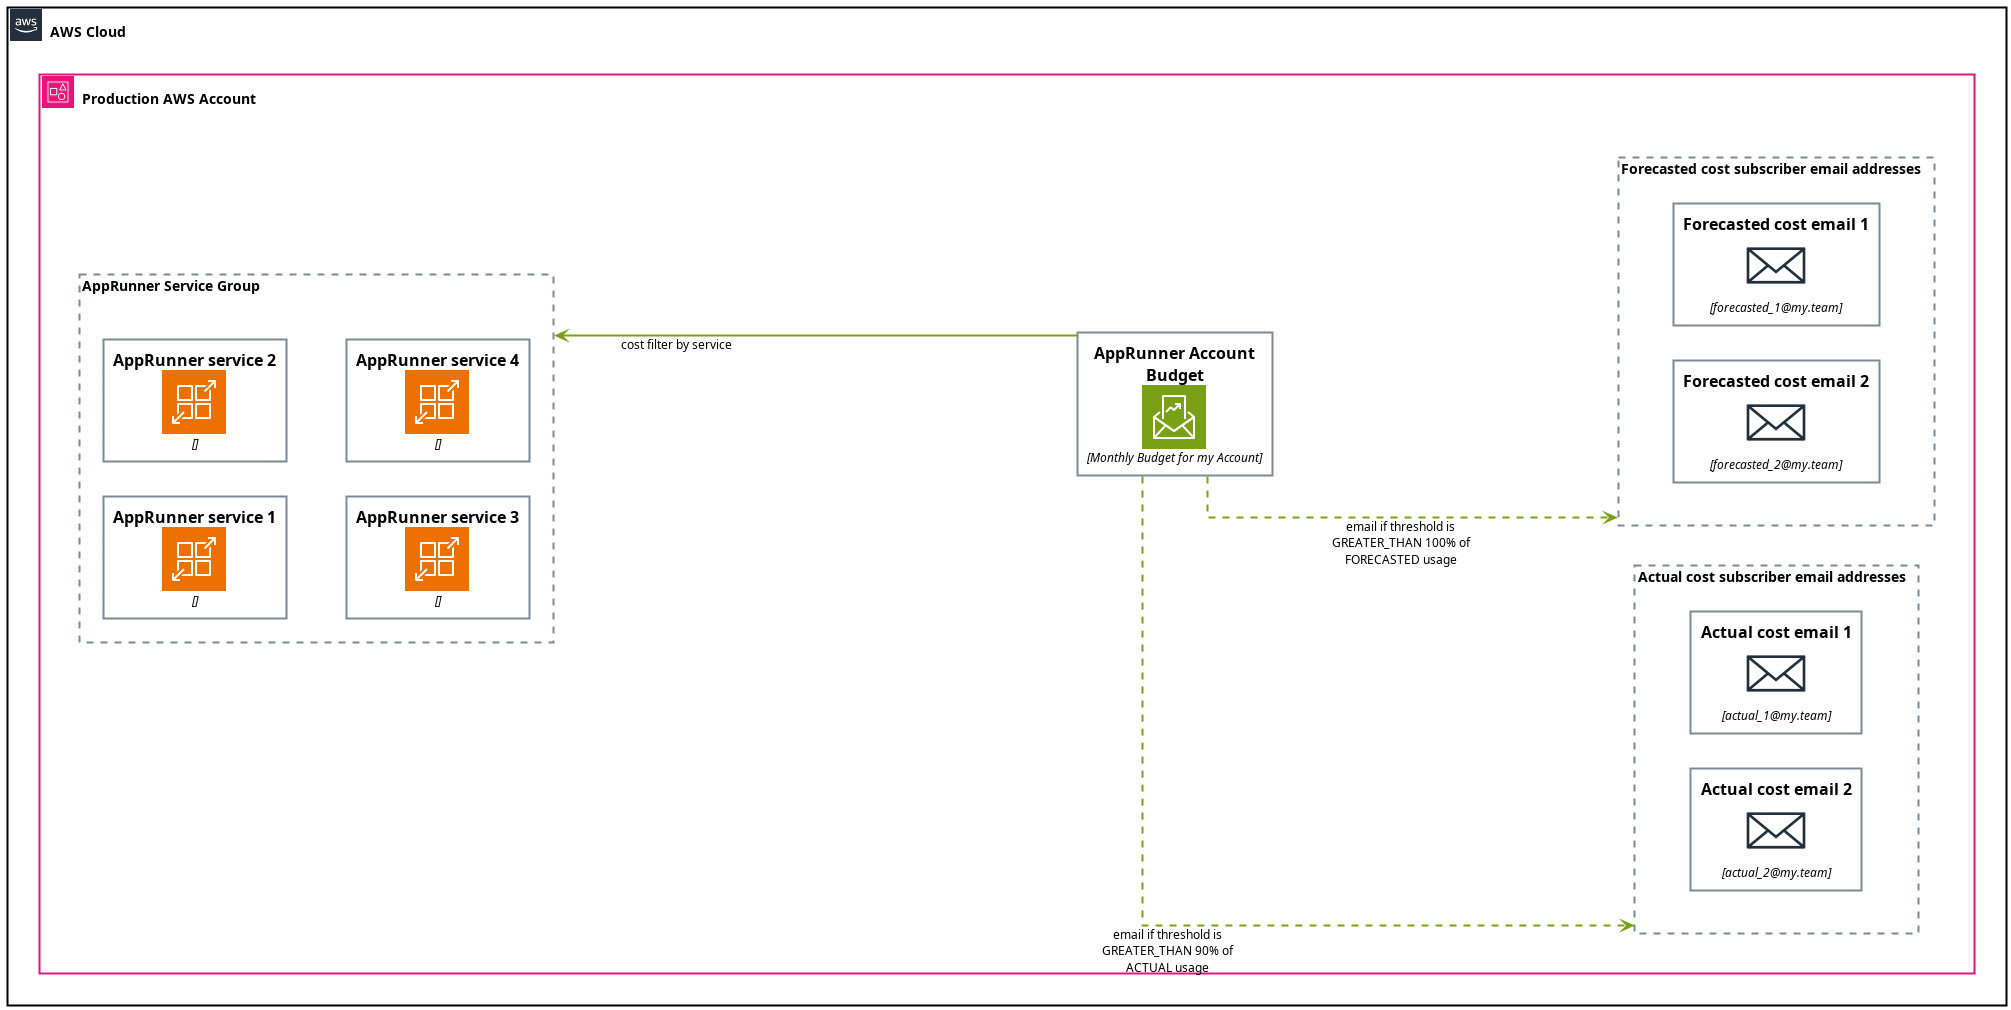 aws
AWS Cloud
Production AWS Account
AppRunner Service Group
AppRunner service 2
[]
AppRunner service 4
[]
AppRunner service 1
[]
AppRunner service 3
[]
cost filter by service
AppRunner Account
Budget
[Monthly Budget for my Account]
email if threshold is
GREATER_THAN 100% of
FORECASTED usage
email if threshold is
GREATER_THAN 90% of
ACTUAL usage
Forecasted cost subscriber email addresses
Forecasted cost email 1
[forecasted_1@my.team]
Forecasted cost email 2
[forecasted_2@my.team]
Actual cost subscriber email addresses
Actual cost email 1
[actual_1@my.team]
Actual cost email 2
[actual_2@my.team]